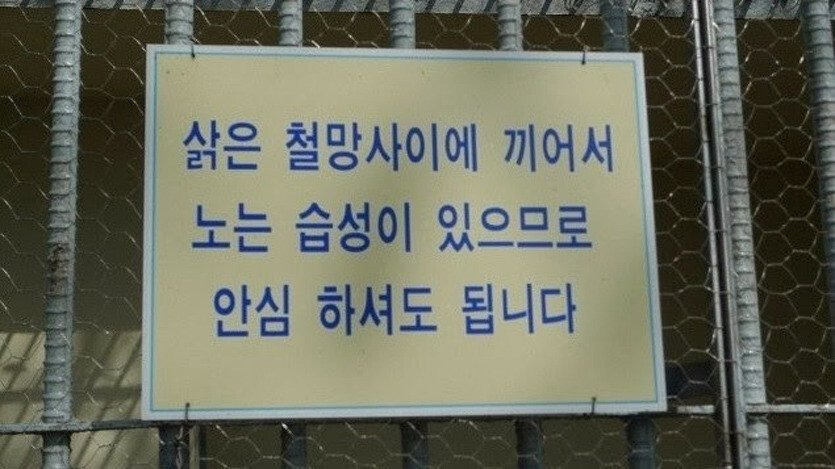 삵은 철망사이에 끼어서
노는 습성이 있으므로
안심 하셔도 됩니다